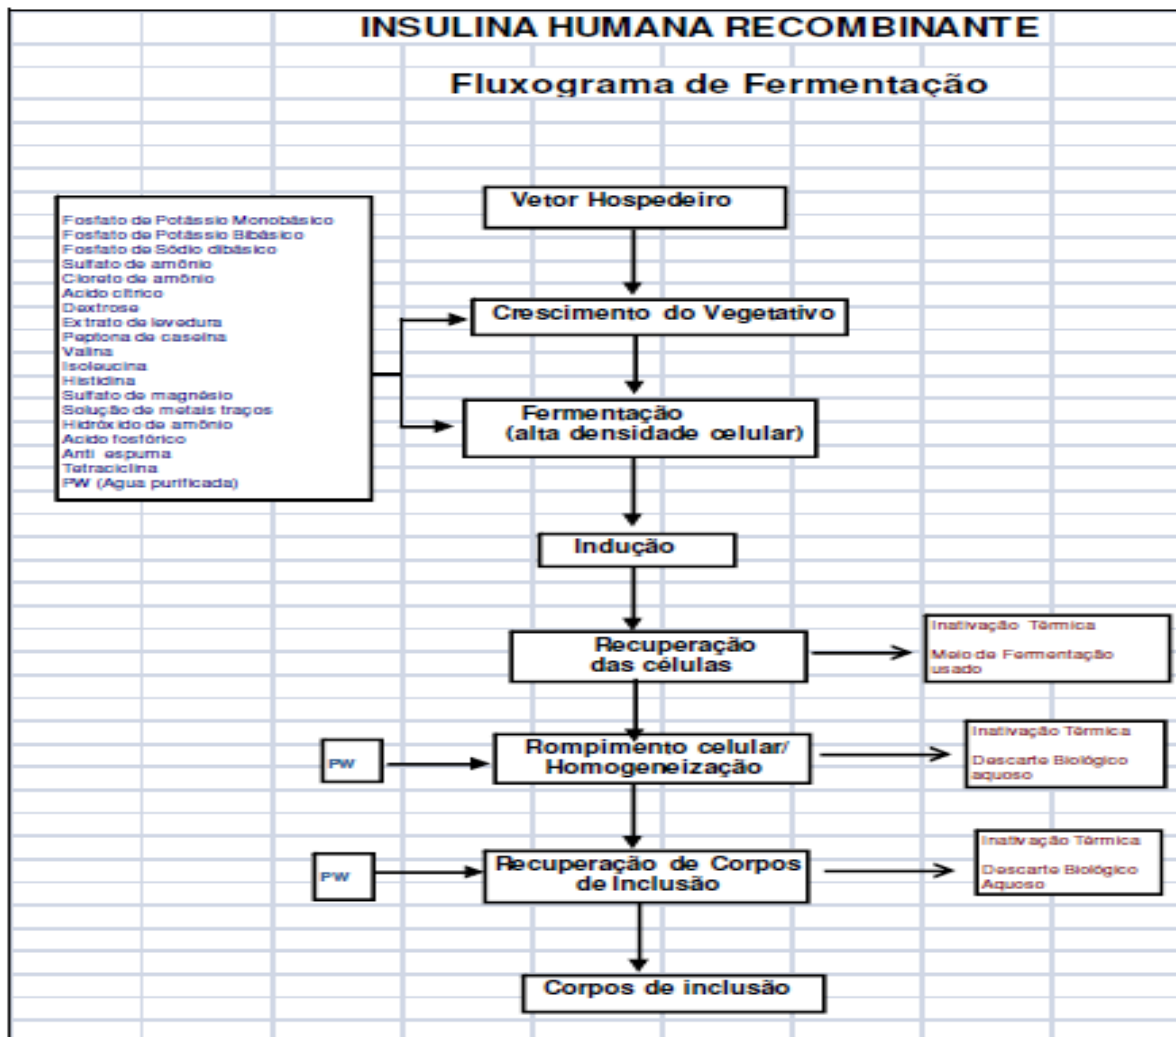 INSULINA HUMANA RECOMBINANTE
Fluxograma de Fermentação
Vetor Hospedeiro
Fosfato de Potássio Monobásico
Fosfato de Potássio Bibásico
Fosfato de Sódio dibásico
Sulfato de amônio
Cloreto de amônio
Acido cítrico
Dextrose
Extrato de levedura
Peptona de caseína
Valina
Isoleucina
Histidina
Sulfato de magnésio
Solução de metais traços
Hidróxido de amônio
Acido fosfórico
Anti espuma
Tetraciclina
PW (Agua purificada)
Crescimento do Vegetativo
Fermentação
(alta densidade celular)
Indução
Recuperação
das células
Inativação Térmica
Meio de Fermentação
usado
PW
Rompimento celular/
Homogeneização
Inativação Térmica
Descarte Biológico
aquoso
PW
Recuperação de Corpos
de Inclusão
Inativação Térmica
Descarte Biológico
Aquoso
Corpos de inclusão